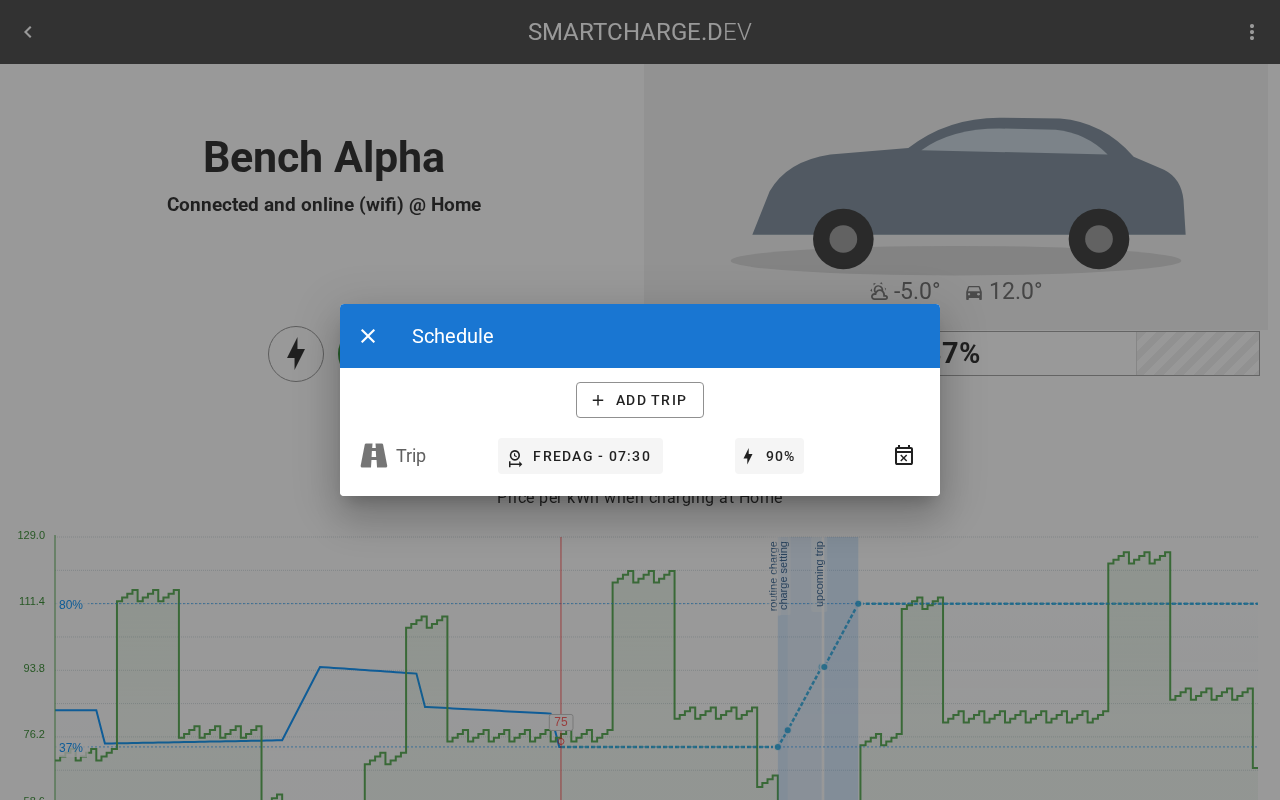 SMARTCHARGE.DEV
Bench Alpha
Connected and online (wifi) @ Home
-5.0° 12.0°
7%
Schedule
ADD TRIP
Trip FREDAG - 07:30 90%
Price per kWh when charging at Home
129.0
111.4
93.8
76.2
80%
37%
75
routine charge
charge setting
upcoming trip